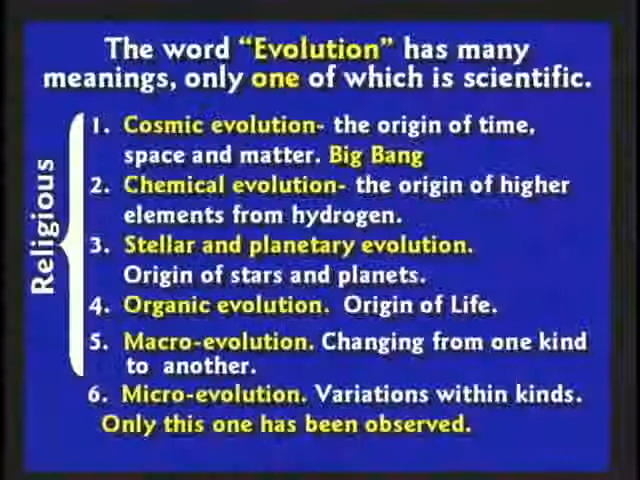 The word “Evolution” has many
meanings, only one of which is scientific.
Religious
1. Cosmic evolution- the origin of time,
space and matter. Big Bang
2. Chemical evolution- the origin of higher
elements from hydrogen.
3. Stellar and planetary evolution.
Origin of stars and planets.
4. Organic evolution. Origin of Life.
5. Macro-evolution. Changing from one kind
to another.
6. Micro-evolution. Variations within kinds.
Only this one has been observed.